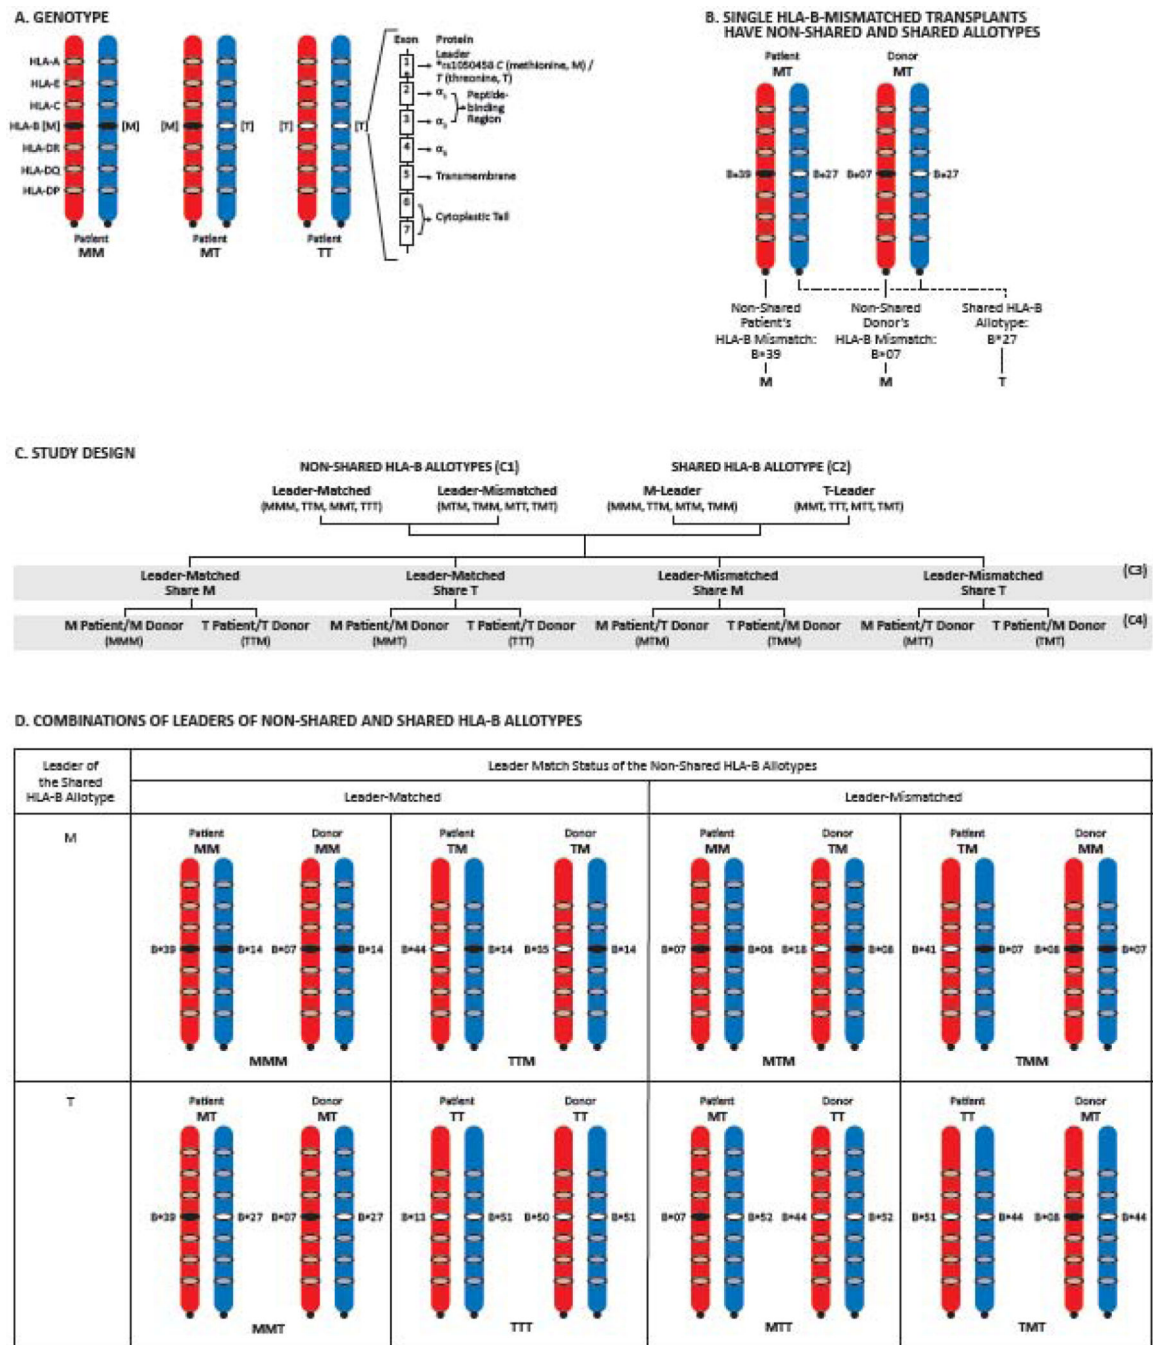 A. GENOTYPE
HLA-A
HLA-E
HLA-C
HLA-B [M]
HLA-DR
HLA-DQ
HLA-DP
[M]
[M]
[T]
[T]
[T]
Patient
MM
Patient
MT
Patient
TT
Exon
Protein
1
Leader
*rs1050458 C (methionine, M) /
T (threonine, T)
2
α₁
Peptide-
binding
Region
3
4
5
Transmembrane
6
7
Cytoplastic Tail
B. SINGLE HLA-B-MISMATCHED TRANSPLANTS
HAVE NON-SHARED AND SHARED ALLOTYPES
Patient
MT
Donor
MT
B*39
B*27
B*07
B*27
Non-Shared
Patient's
HLA-B Mismatch:
B*39
M
Non-Shared
Donor's
HLA-B Mismatch:
B*07
M
Shared HLA-B
Allotype:
B*27
T
C. STUDY DESIGN
NON-SHARED HLA-B ALLOTYPES (C1)
SHARED HLA-B ALLOTYPE (C2)
Leader-Matched
(MMM, TTM, MMT, TTT)
Leader-Mismatched
(MTM, TMM, MTT, TMT)
M-Leader
(MMM, TTM, MTM, TMM)
T-Leader
(MMT, TTT, MTT, TMT)
Leader-Matched
Share M
Leader-Matched
Share T
Leader-Mismatched
Share M
Leader-Mismatched
Share T
(C3)
M Patient/M Donor
(MMM)
T Patient/T Donor
(TTM)
M Patient/M Donor
(MMT)
T Patient/T Donor
(TTT)
M Patient/T Donor
(MTM)
T Patient/M Donor
(TMM)
M Patient/T Donor
(MTT)
T Patient/M Donor
(TMT)
(C4)
D. COMBINATIONS OF LEADERS OF NON-SHARED AND SHARED HLA-B ALLOTYPES
Leader of
the Shared
HLA-B Allotype
Leader Match Status of the Non-Shared HLA-B Allotypes
Leader-Matched
Leader-Mismatched
M
Patient
MM
Donor
MM
B*39
B*14
B*07
B*14
MMM
Patient
TM
Donor
TM
B*44
B*14
B*35
B*14
TTM
Patient
MM
Donor
TM
B*07
B*08
B*18
B*08
MTM
Patient
TM
Donor
MM
B*41
B*07
B*08
B*07
TMM
T
Patient
MT
Donor
MT
B*39
B*27
B*07
B*27
MMT
Patient
TT
Donor
TT
B*13
B*51
B*50
B*51
TTT
Patient
MT
Donor
TT
B*07
B*52
B*44
B*52
MTT
Patient
TT
Donor
MT
B*51
B*44
B*08
B*44
TMT